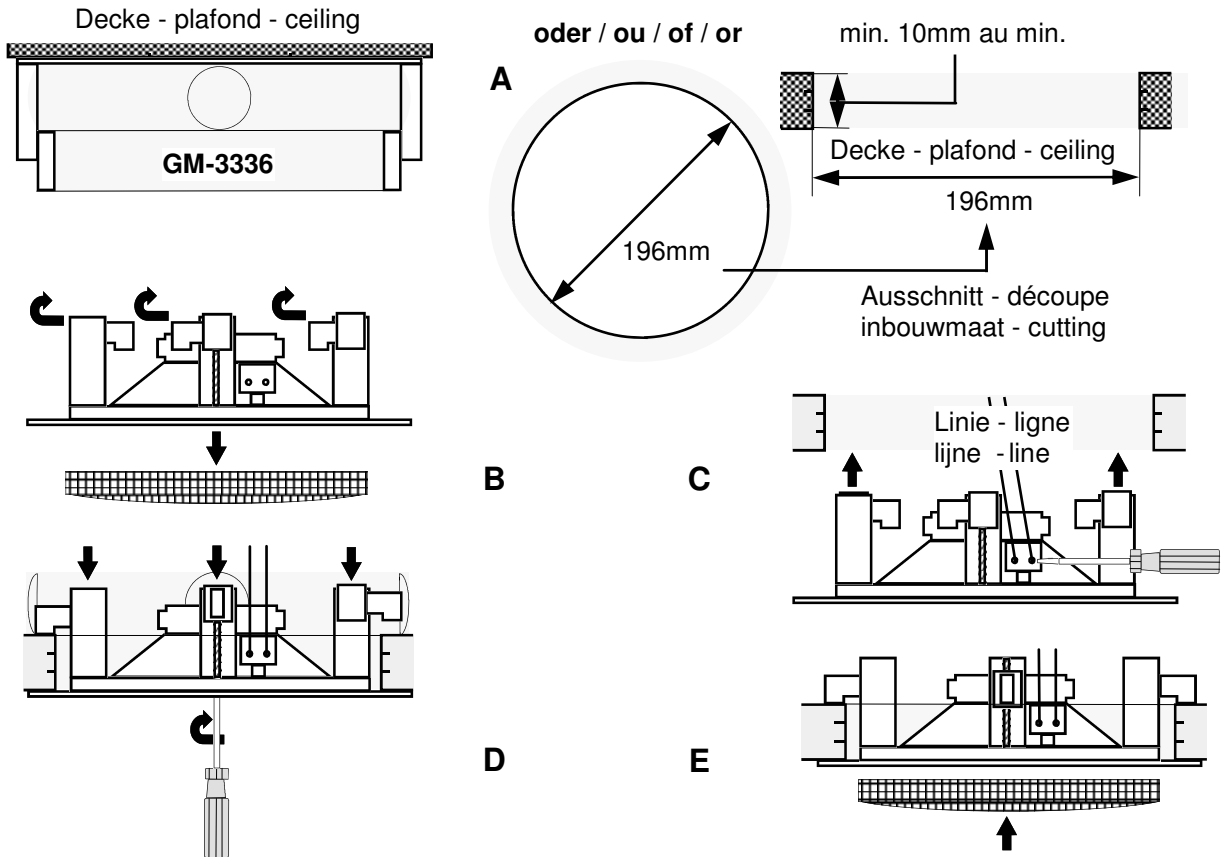 Decke - plafond - ceiling
GM-3336
oder / ou / of / or
A
min. 10mm au min.
Decke - plafond - ceiling
196mm
196mm
Ausschnitt - découpe
inbouwmaat - cutting
B
C
Linie - ligne
lijne - line
D
E